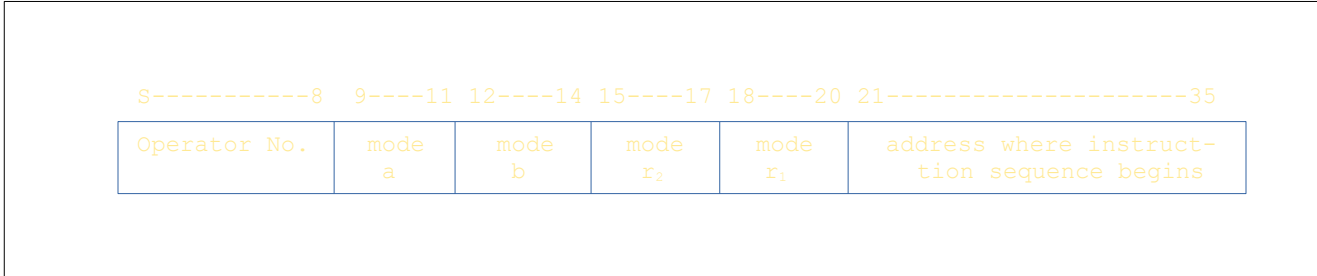 S-----------8 9----11 12----14 15----17 18----20 21---------------------35
Operator No. mode mode mode mode address where instruct-
a b r₂ r₁ tion sequence begins